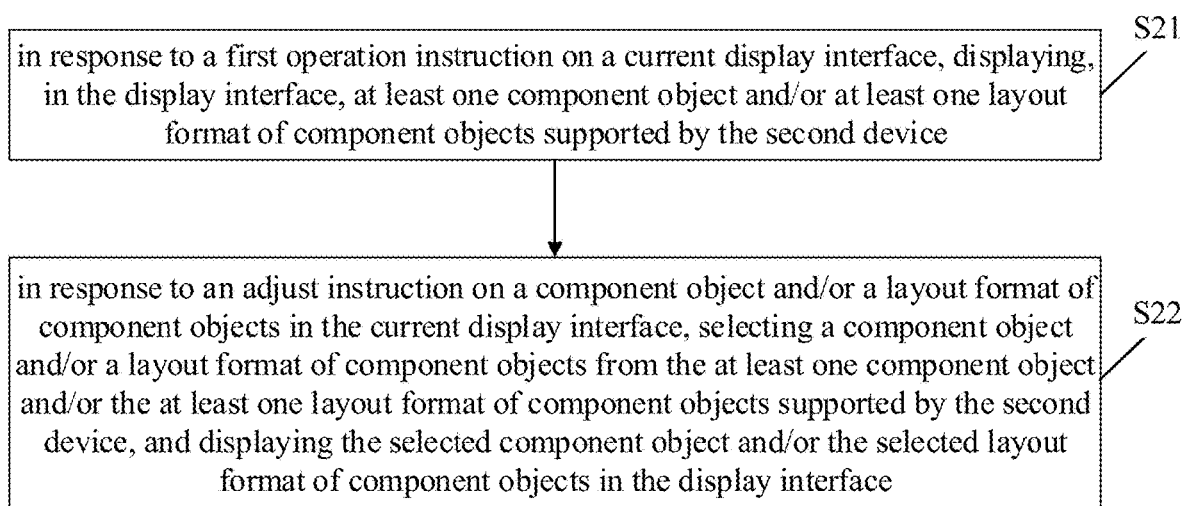 S21
in response to a first operation instruction on a current display interface, displaying,
in the display interface, at least one component object and/or at least one layout
format of component objects supported by the second device
S22
in response to an adjust instruction on a component object and/or a layout format of
component objects in the current display interface, selecting a component object
and/or a layout format of component objects from the at least one component object
and/or the at least one layout format of component objects supported by the second
device, and displaying the selected component object and/or the selected layout
format of component objects in the display interface